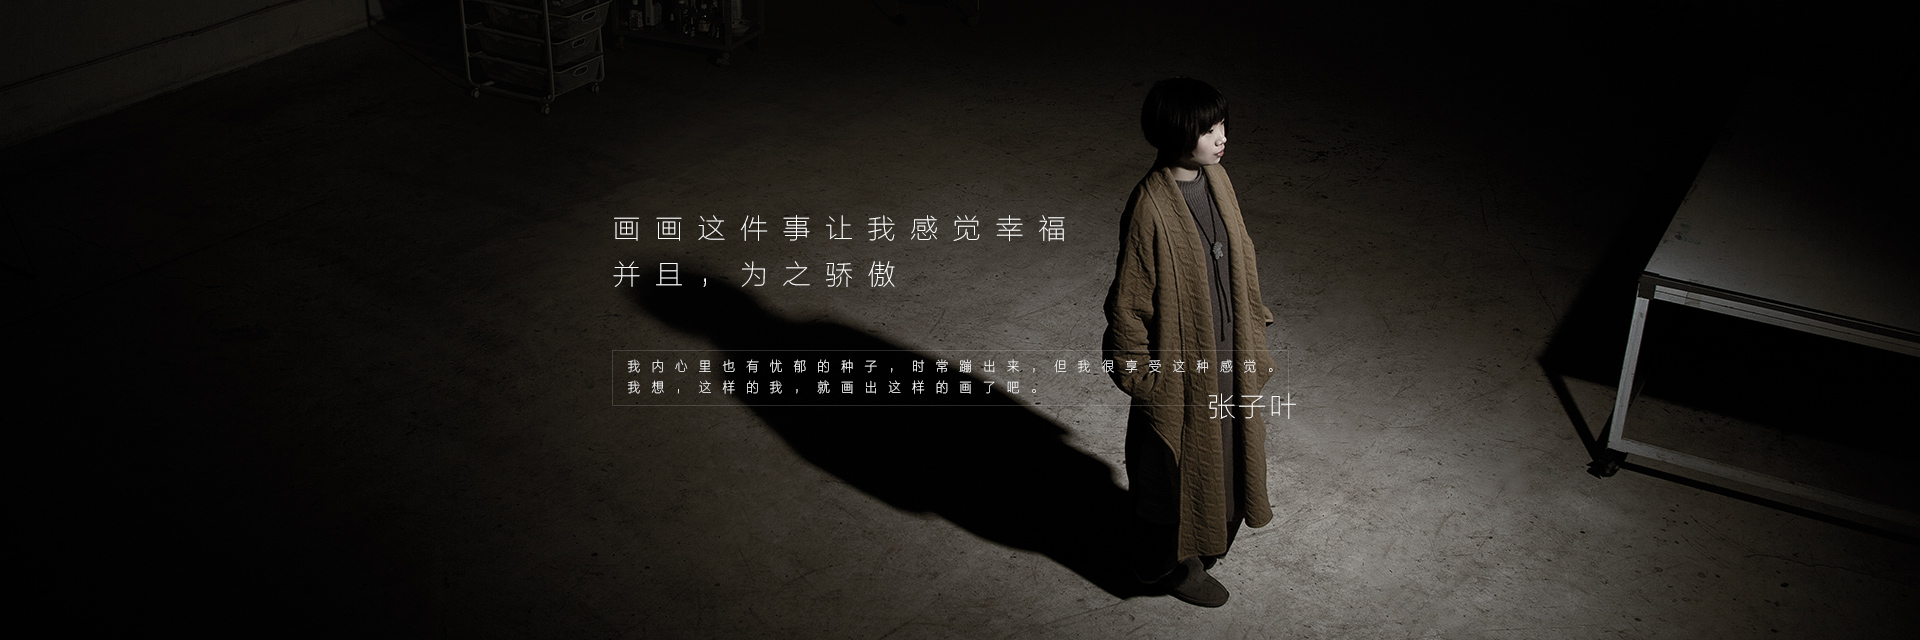 画画这件事让我感觉幸福
并且，为之骄傲
我内心里也有忧郁的种子，时常蹦出来，但我很享受这种感觉。
我想，这样的我，就画出这样的画了吧。
张子叶